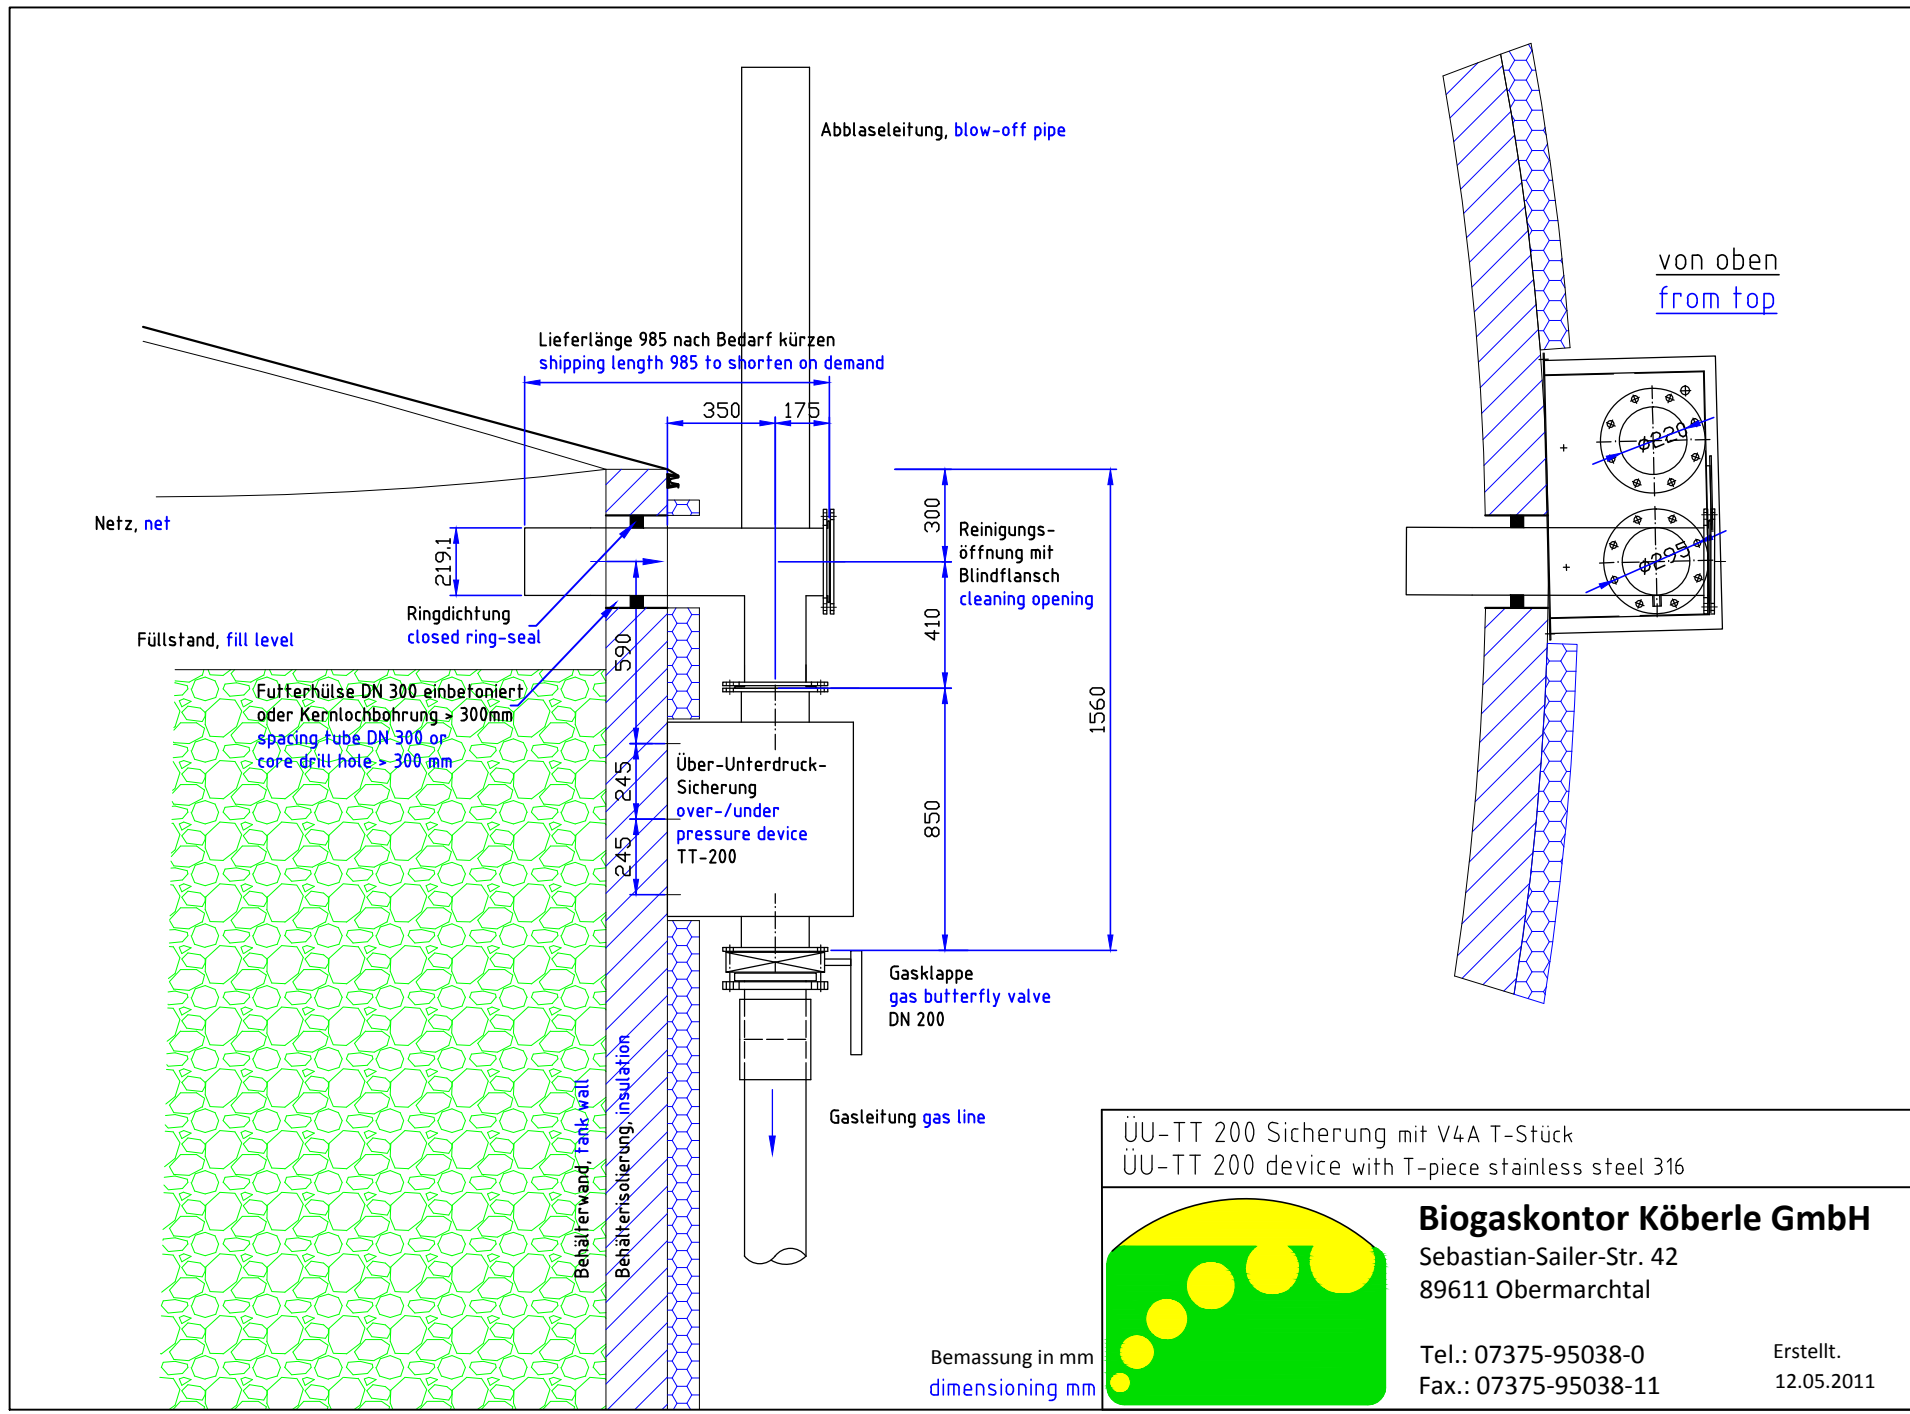 Abblaseleitung, blow-off pipe
von oben
from top
Lieferlänge 985 nach Bedarf kürzen
shipping length 985 to shorten on demand
350
175
Netz, net
219.1
300
Reinigungs-
öffnung mit
Blindflansch
cleaning opening
410
ø220
ø295
Ringdichtung
closed ring-seal
Füllstand, fill level
590
Futterhülse DN 300 einbetoniert
oder Kernlochbohrung > 300mm
spacing tube DN 300 or
core drill hole > 300 mm
1560
245
245
Über-Unterdruck-
Sicherung
over-/under
pressure device
TT-200
850
Gasklappe
gas butterfly valve
DN 200
Behälterwand, tank wall
Behälterisolierung, insulation
Gasleitung gas line
ÜU-TT 200 Sicherung mit V4A T-Stück
ÜU-TT 200 device with T-piece stainless steel 316
Biogaskontor Köberle GmbH
Sebastian-Sailer-Str. 42
89611 Obermarchtal
Tel.: 07375-95038-0
Fax.: 07375-95038-11
Erstellt.
12.05.2011
Bemassung in mm
dimensioning mm